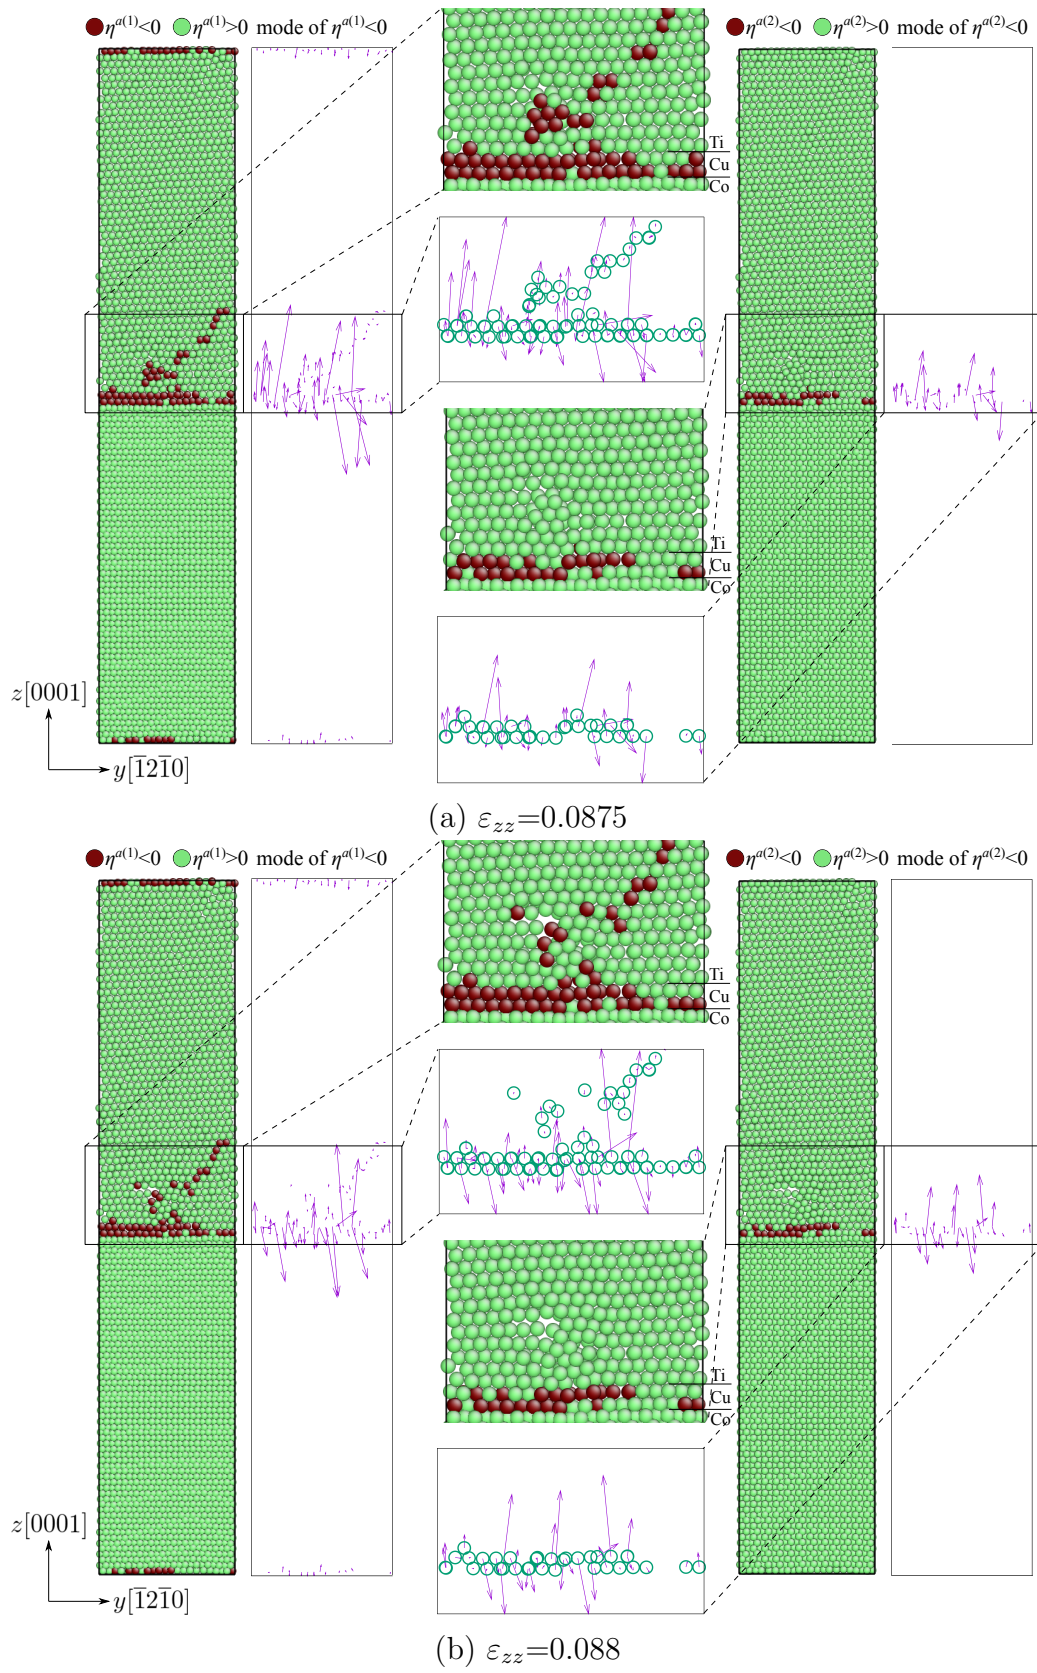 η^{a(1)}<0 η^{a(1)}>0 mode of η^{a(1)}<0
η^{a(2)}<0 η^{a(2)}>0 mode of η^{a(2)}<0
Ti
Cu
Co
Ti
Cu
Co
z[0001]
y[1̅21̅0]
(a) ε_{zz}=0.0875
η^{a(1)}<0 η^{a(1)}>0 mode of η^{a(1)}<0
η^{a(2)}<0 η^{a(2)}>0 mode of η^{a(2)}<0
Ti
Cu
Co
Ti
Cu
Co
z[0001]
y[1̅21̅0]
(b) ε_{zz}=0.088